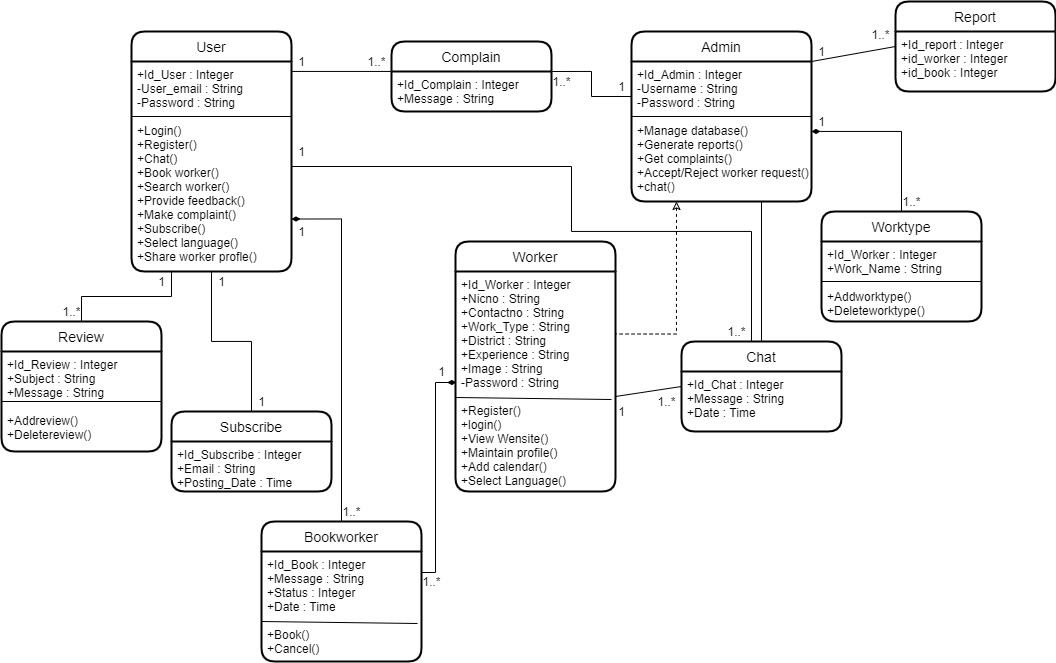 User
+Id_User : Integer
-User_email : String
-Password : String
+Login()
+Register()
+Chat()
+Book worker()
+Search worker()
+Provide feedback()
+Make complaint()
+Subscribe()
+Select language()
+Share worker profle()
1
1..*
Complain
+Id_Complain : Integer
+Message : String
1..*
1
Admin
+Id_Admin : Integer
-Username : String
-Password : String
+Manage database()
+Generate reports()
+Get complaints()
+Accept/Reject worker request()
+chat()
1
1..*
Report
+Id_report : Integer
+id_worker : Integer
+id_book : Integer
1
1..*
Worktype
+Id_Worker : Integer
+Work_Name : String
+Addworktype()
+Deleteworktype()
1
1
1
1..*
Review
+Id_Review : Integer
+Subject : String
+Message : String
+Addreview()
+Deletereview()
1
1
Subscribe
+Id_Subscribe : Integer
+Email : String
+Posting_Date : Time
Worker
+Id_Worker : Integer
+Nicno : String
+Contactno : String
+Work_Type : String
+District : String
+Experience : String
+Image : String
-Password : String
+Register()
+login()
+View Wensite()
+Maintain profile()
+Add calendar()
+Select Language()
1..*
Chat
+Id_Chat : Integer
+Message : String
+Date : Time
1
1..*
1
1..*
1..*
Bookworker
+Id_Book : Integer
+Message : String
+Status : Integer
+Date : Time
+Book()
+Cancel()